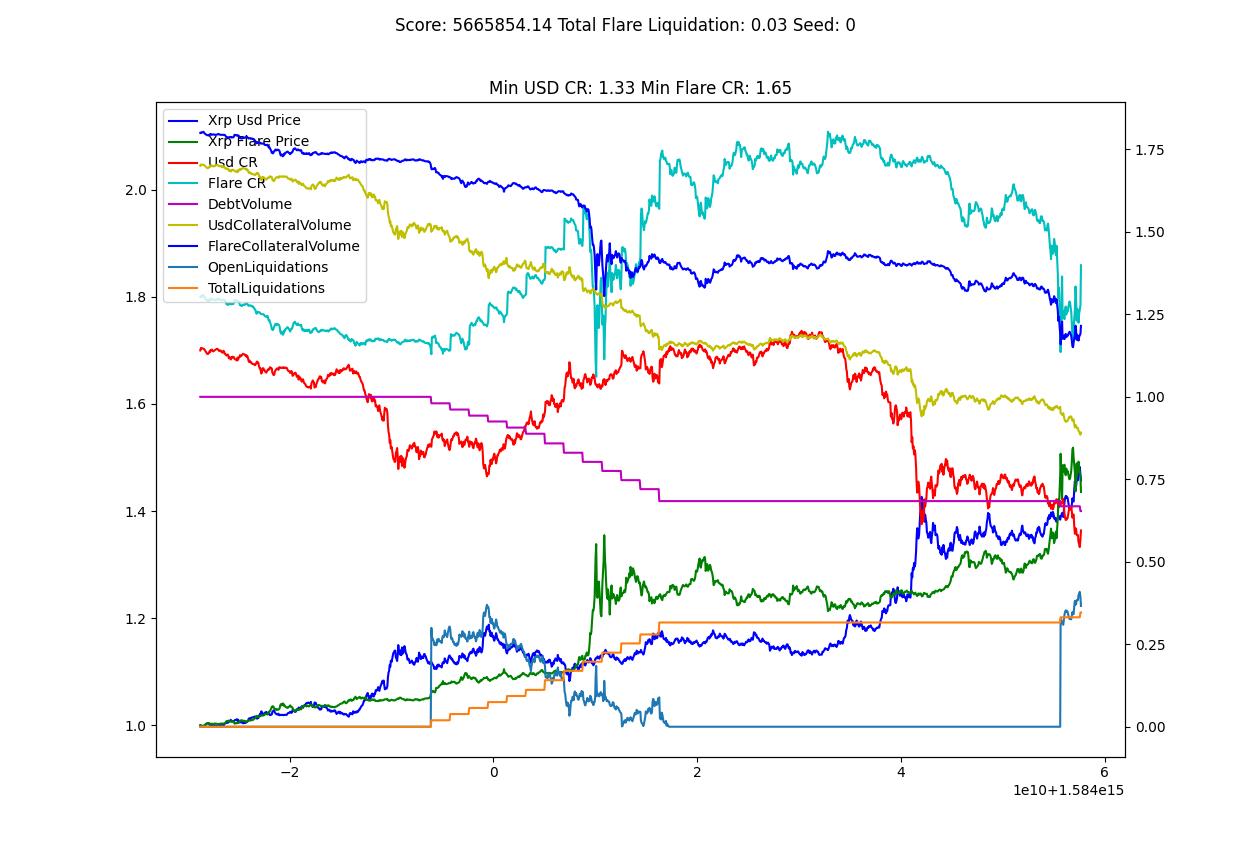 Score: 5665854.14 Total Flare Liquidation: 0.03 Seed: 0
Min USD CR: 1.33 Min Flare CR: 1.65
Xrp Usd Price
Xrp Flare Price
Usd CR
Flare CR
DebtVolume
UsdCollateralVolume
FlareCollateralVolume
OpenLiquidations
TotalLiquidations
2.0
1.8
1.6
1.4
1.2
1.0
1.75
1.50
1.25
1.00
0.75
0.50
0.25
0.00
−2
0
2
4
6
1e10+1.584e15